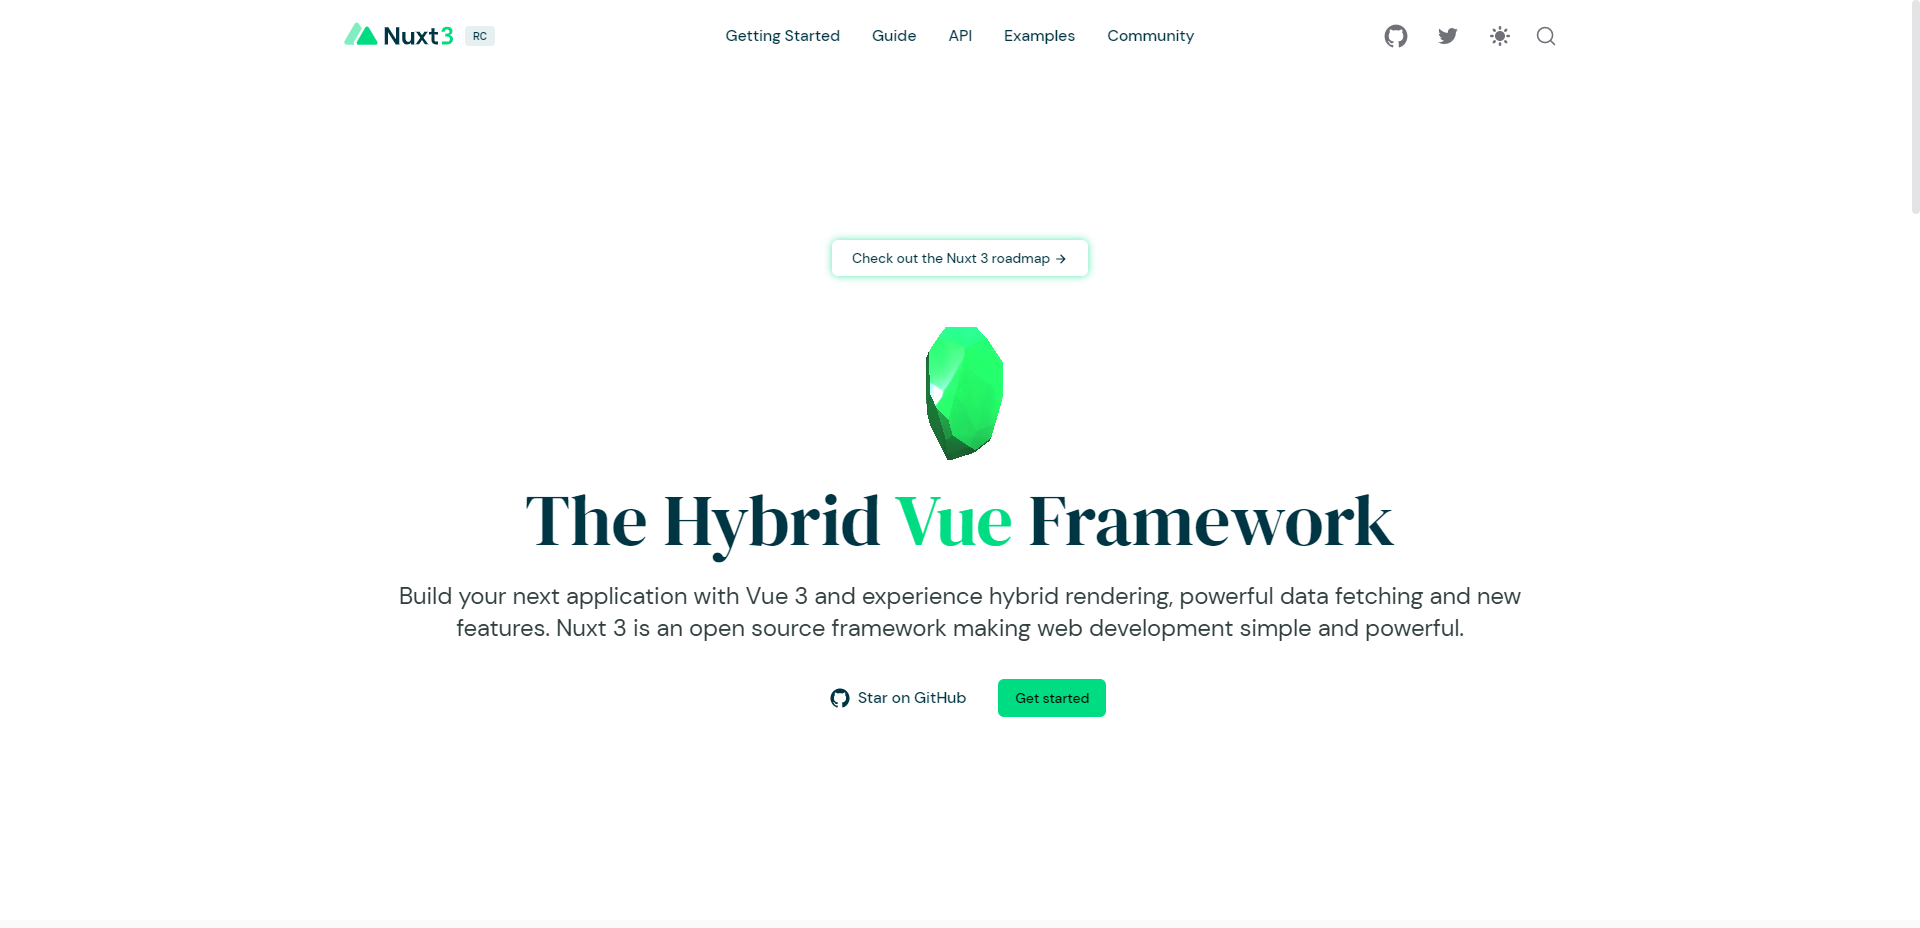 Nuxt3 RC
Getting Started Guide API Examples Community
Check out the Nuxt 3 roadmap →
The Hybrid Vue Framework
Build your next application with Vue 3 and experience hybrid rendering, powerful data fetching and new
features. Nuxt 3 is an open source framework making web development simple and powerful.
Star on GitHub
Get started